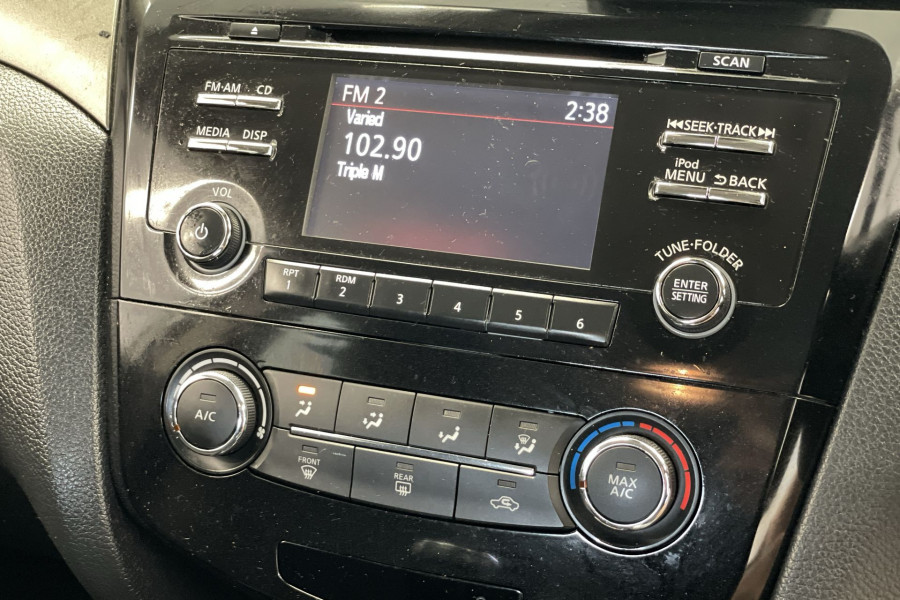 SCAN
FM·AM CD
MEDIA DISP
VOL
FM 2 2:38
Varied
102.90
Triple M
SEEK·TRACK
iPod
MENU BACK
TUNE·FOLDER
ENTER
SETTING
RPT
1
RDM
2
3
4
5
6
A/C
FRONT
REAR
MAX
A/C